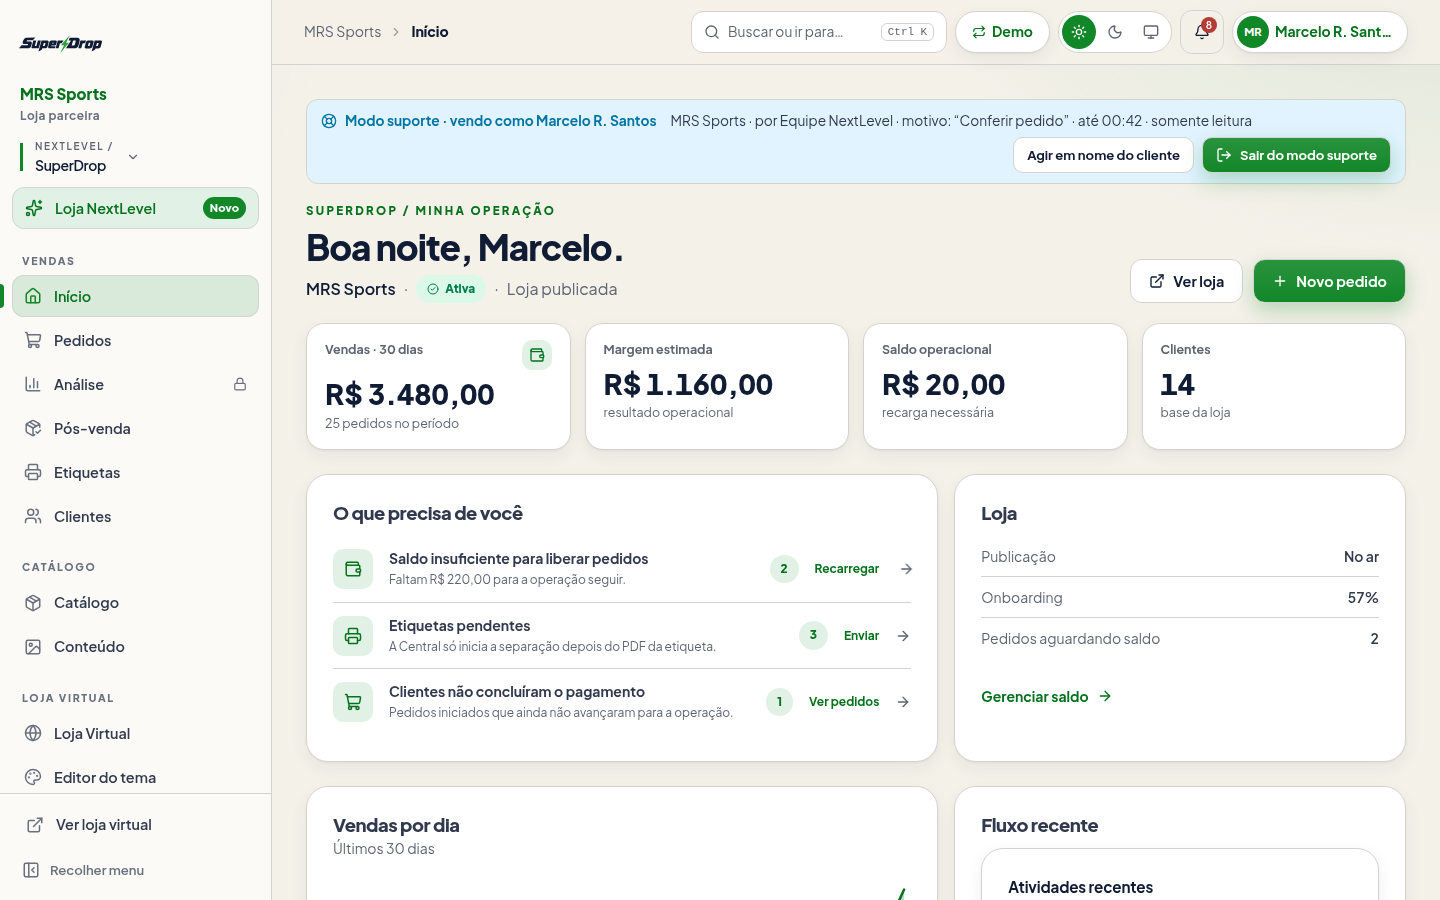 SuperDrop
MRS Sports
Loja parceira
NEXTLEVEL /
SuperDrop
Loja NextLevel
Novo
VENDAS
Início
Pedidos
Análise
Pós-venda
Etiquetas
Clientes
CATÁLOGO
Catálogo
Conteúdo
LOJA VIRTUAL
Loja Virtual
Editor do tema
Ver loja virtual
Recolher menu
MRS Sports > Início
Buscar ou ir para...
Ctrl K
Demo
8
MR
Marcelo R. Sant...
Modo suporte · vendo como Marcelo R. Santos MRS Sports · por Equipe NextLevel · motivo: “Conferir pedido” · até 00:42 · somente leitura
Agir em nome do cliente
Sair do modo suporte
SUPERDROP / MINHA OPERAÇÃO
Boa noite, Marcelo.
MRS Sports · Ativa · Loja publicada
Ver loja
Novo pedido
Vendas · 30 dias
R$ 3.480,00
25 pedidos no período
Margem estimada
R$ 1.160,00
resultado operacional
Saldo operacional
R$ 20,00
recarga necessária
Clientes
14
base da loja
O que precisa de você
Saldo insuficiente para liberar pedidos
Faltam R$ 220,00 para a operação seguir.
2 Recarregar
Etiquetas pendentes
A Central só inicia a separação depois do PDF da etiqueta.
3 Enviar
Clientes não concluíram o pagamento
Pedidos iniciados que ainda não avançaram para a operação.
1 Ver pedidos
Loja
Publicação No ar
Onboarding 57%
Pedidos aguardando saldo 2
Gerenciar saldo
Vendas por dia
Últimos 30 dias
Fluxo recente
Atividades recentes